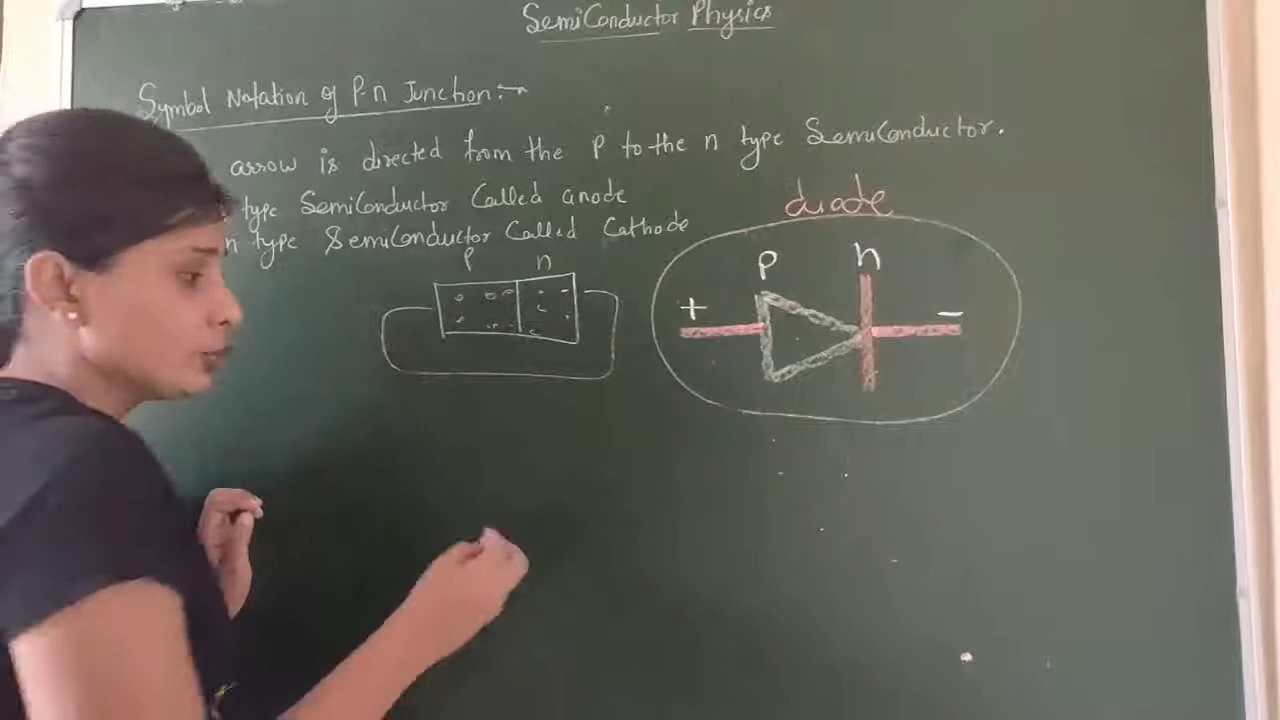 SemiConductor Physics
Symbol Notation of P-n Junction:-
arrow is directed from the P to the n type SemiConductor.
type SemiConductor Called anode
n type SemiConductor Called Cathode
diode
P n
P n
+ -